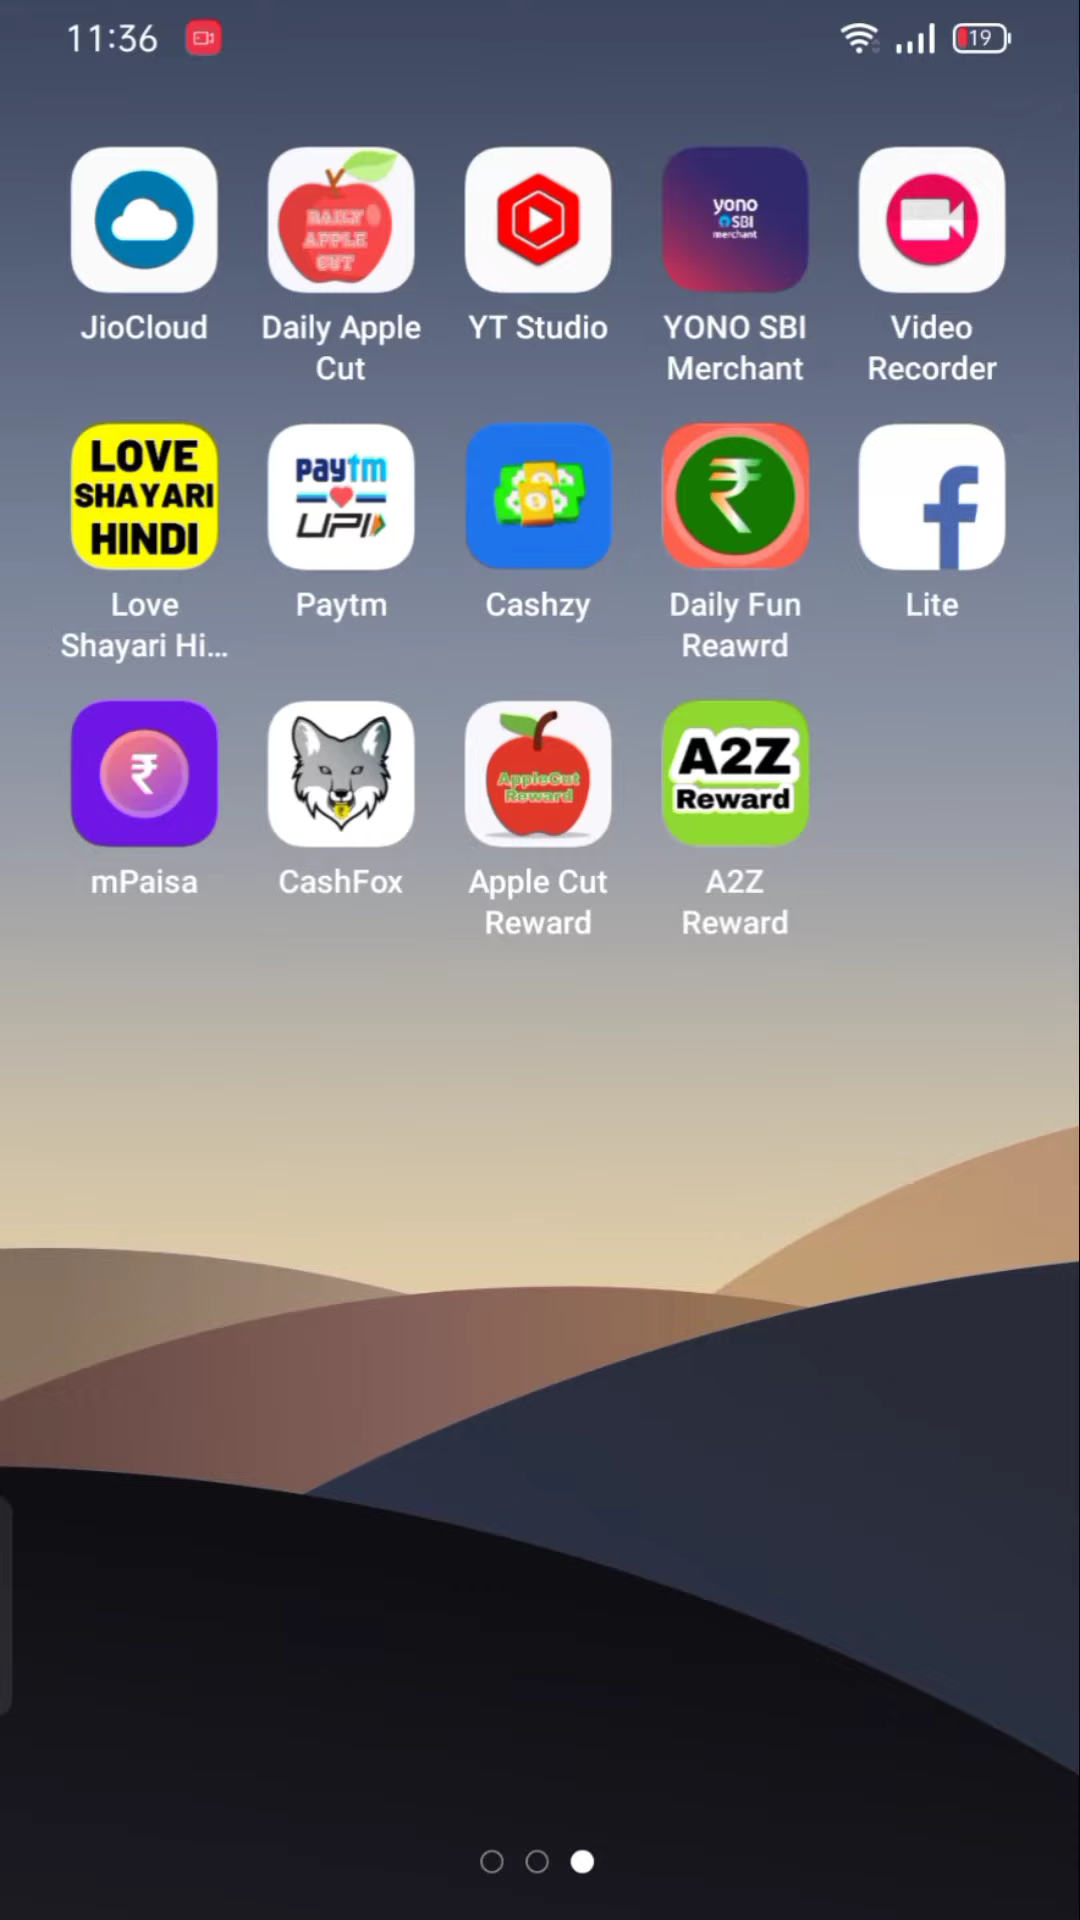 11:36
19
DAILY
APPLE
CUT
yono
SBI
merchant
JioCloud
Daily Apple
Cut
YT Studio
YONO SBI
Merchant
Video
Recorder
LOVE
SHAYARI
HINDI
paytm
UPI
Love
Shayari Hi...
Paytm
Cashzy
Daily Fun
Reawrd
Lite
AppleCut
Reward
A2Z
Reward
mPaisa
CashFox
Apple Cut
Reward
A2Z
Reward